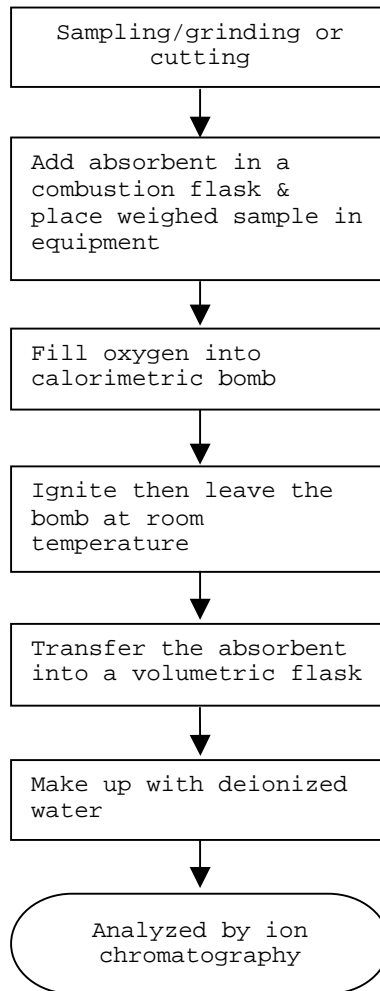 Sampling/grinding or
cutting
Add absorbent in a
combustion flask &
place weighed sample in
equipment
Fill oxygen into
calorimetric bomb
Ignite then leave the
bomb at room
temperature
Transfer the absorbent
into a volumetric flask
Make up with deionized
water
Analyzed by ion
chromatography